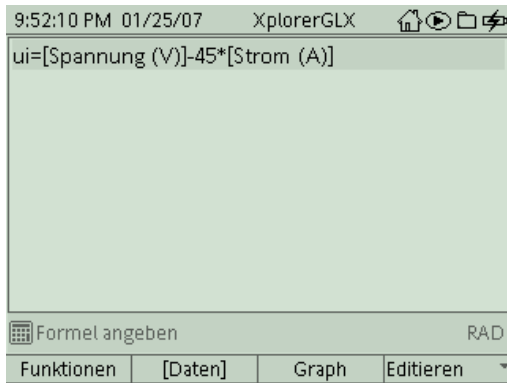 9:52:10 PM 01/25/07 XplorerGLX
ui=[Spannung (V)]-45*[Strom (A)]
Formel angeben RAD
Funktionen [Daten] Graph Editieren